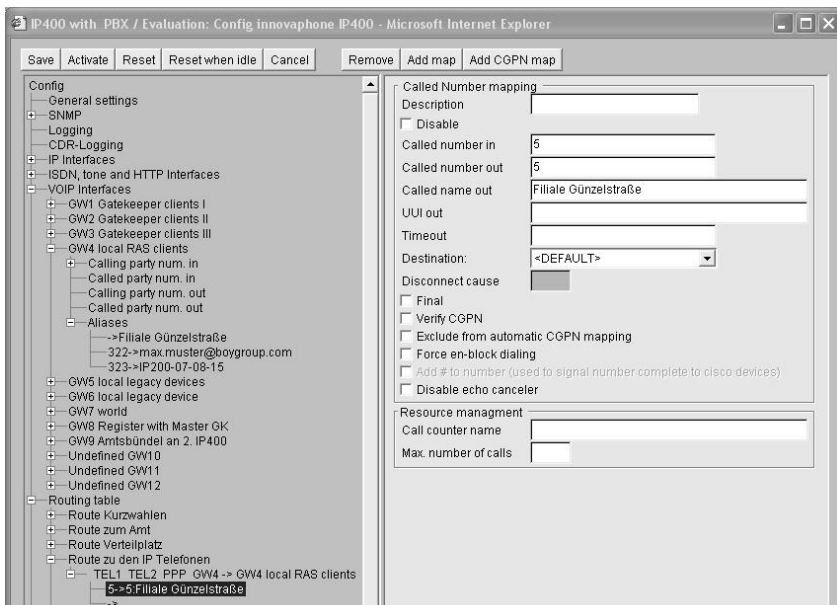 IP400 with PBX / Evaluation: Config innovaphone IP400 - Microsoft Internet Explorer
Save Activate Reset Reset when idle Cancel Remove Add map Add CGPN map
Config
General settings
SNMP
Logging
CDR-Logging
IP Interfaces
ISDN, tone and HTTP Interfaces
VOIP Interfaces
GW1 Gatekeeper clients I
GW2 Gatekeeper clients II
GW3 Gatekeeper clients III
GW4 local RAS clients
Calling party num. in
Called party num. in
Calling party num. out
Called party num. out
Aliases
->Filiale Günzelstraße
322->max.muster@boygroup.com
323->IP200-07-08-15
GW5 local legacy devices
GW6 local legacy device
GW7 world
GW8 Register with Master GK
GW9 Amtsbündel an 2. IP400
Undefined GW10
Undefined GW11
Undefined GW12
Routing table
Route Kurzwahlen
Route zum Amt
Route Verteilplatz
Route zu den IP Telefonen
TEL1 TEL2 PPP GW4 -> GW4 local RAS clients
5->5:Filiale Günzelstraße
->
Called Number mapping
Description
Disable
Called number in 5
Called number out 5
Called name out Filiale Günzelstraße
UUI out
Timeout
Destination: <DEFAULT>
Disconnect cause
Final
Verify CGPN
Exclude from automatic CGPN mapping
Force en-block dialing
Add # to number (used to signal number complete to cisco devices)
Disable echo canceler
Resource managment
Call counter name
Max. number of calls